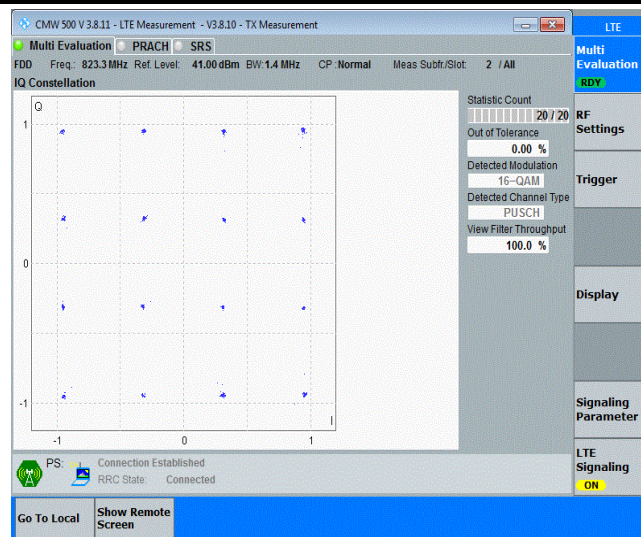 CMW 500 V 3.8.11 - LTE Measurement - V3.8.10 - TX Measurement
LTE
Multi Evaluation PRACH SRS
Multi
Evaluation
RDY
FDD Freq.: 823.3 MHz Ref. Level: 41.00 dBm BW: 1.4 MHz CP : Normal Meas Subfr./Slot: 2 / All
IQ Constellation
Q
1
0
-1
-1
0
1
I
Statistic Count
20 / 20
Out of Tolerance
0.00 %
Detected Modulation
16-QAM
Detected Channel Type
PUSCH
View Filter Throughput
100.0 %
RF
Settings
Trigger
Display
Signaling
Parameter
LTE
Signaling
ON
PS: Connection Established
RRC State: Connected
Go To Local
Show Remote
Screen